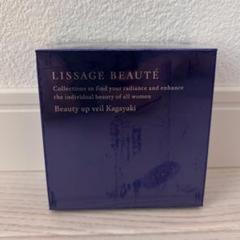 LISSAGE BEAUTÉ
Collections to find your radiance and enhance
the individual beauty of all women
Beauty up veil Kagayaki